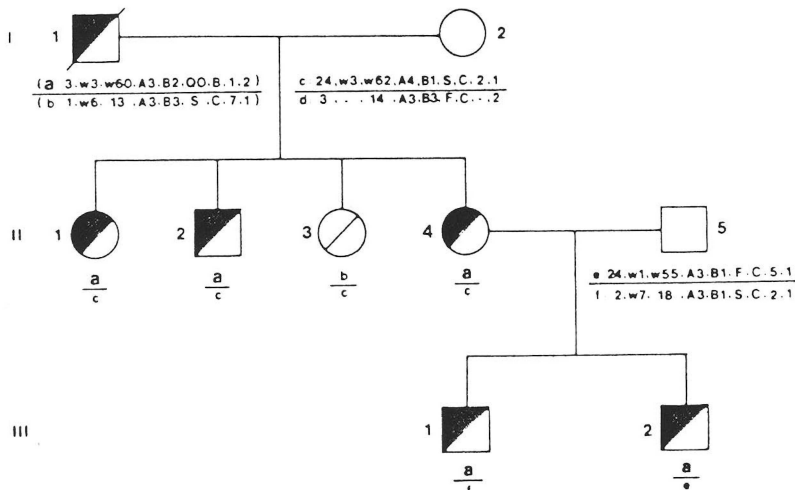 I 1 2
(a 3.w3.w60.A3.B2.QO.B.1.2) c 24.w3.w62.A4.B1.S.C.2.1
(b 1.w6. 13 .A3.B3. S .C.7.1) d 3 . . . 14 .A3.B3.F.C.-.2
II 1 2 3 4 5
a a b a e 24.w1.w55.A3.B1.F.C.5.1
c c c c f 2.w7. 18 .A3.B1.S.C.2.1
III 1 2
a a
f e